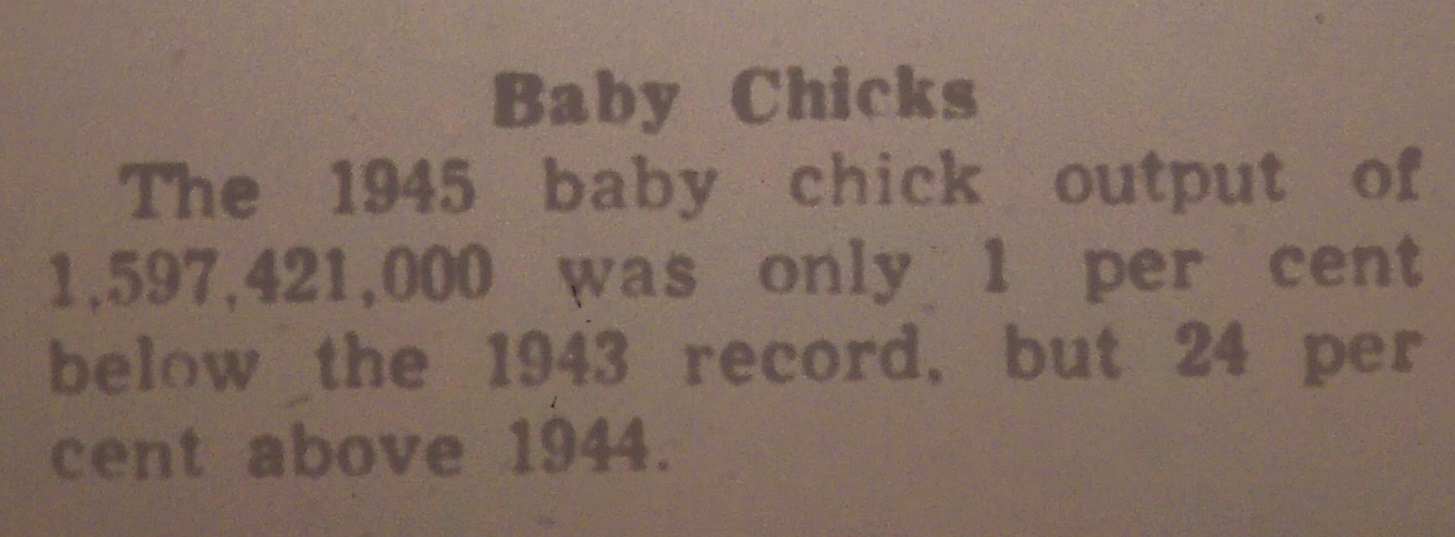 Baby Chicks
The 1945 baby chick output of
1,597,421,000 was only 1 per cent
below the 1943 record, but 24 per
cent above 1944.